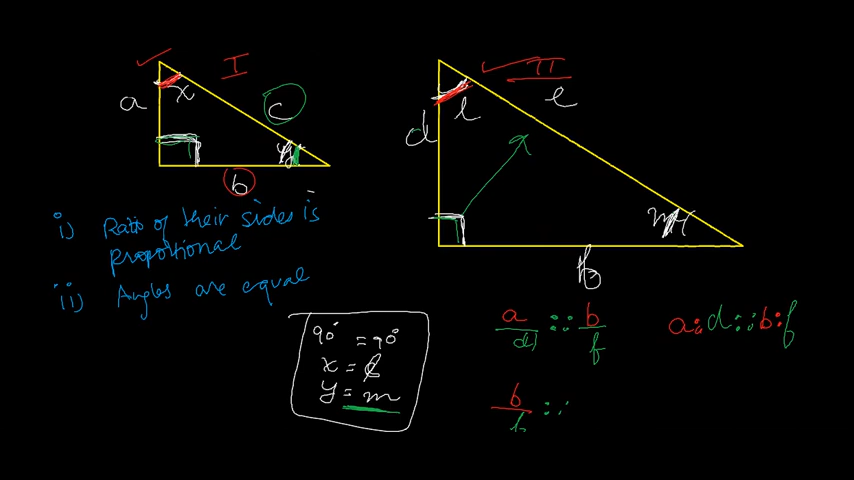 I
II
a
x
c
y
b
d
l
e
m
f
i) Ratio of their sides is
proportional
ii) Angles are equal
90° = 90°
x = l
y = m
a/d :: b/f
a:d::b:f
b/f ::